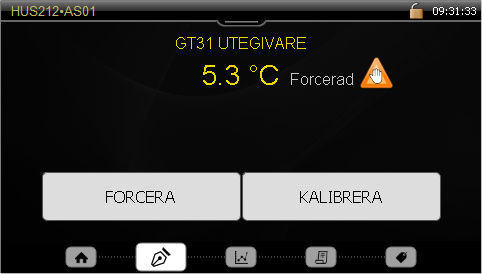 HUS212•AS01 09:31:33
GT31 UTEGIVARE
5.3 °C Forcerad
FORCERA KALIBRERA